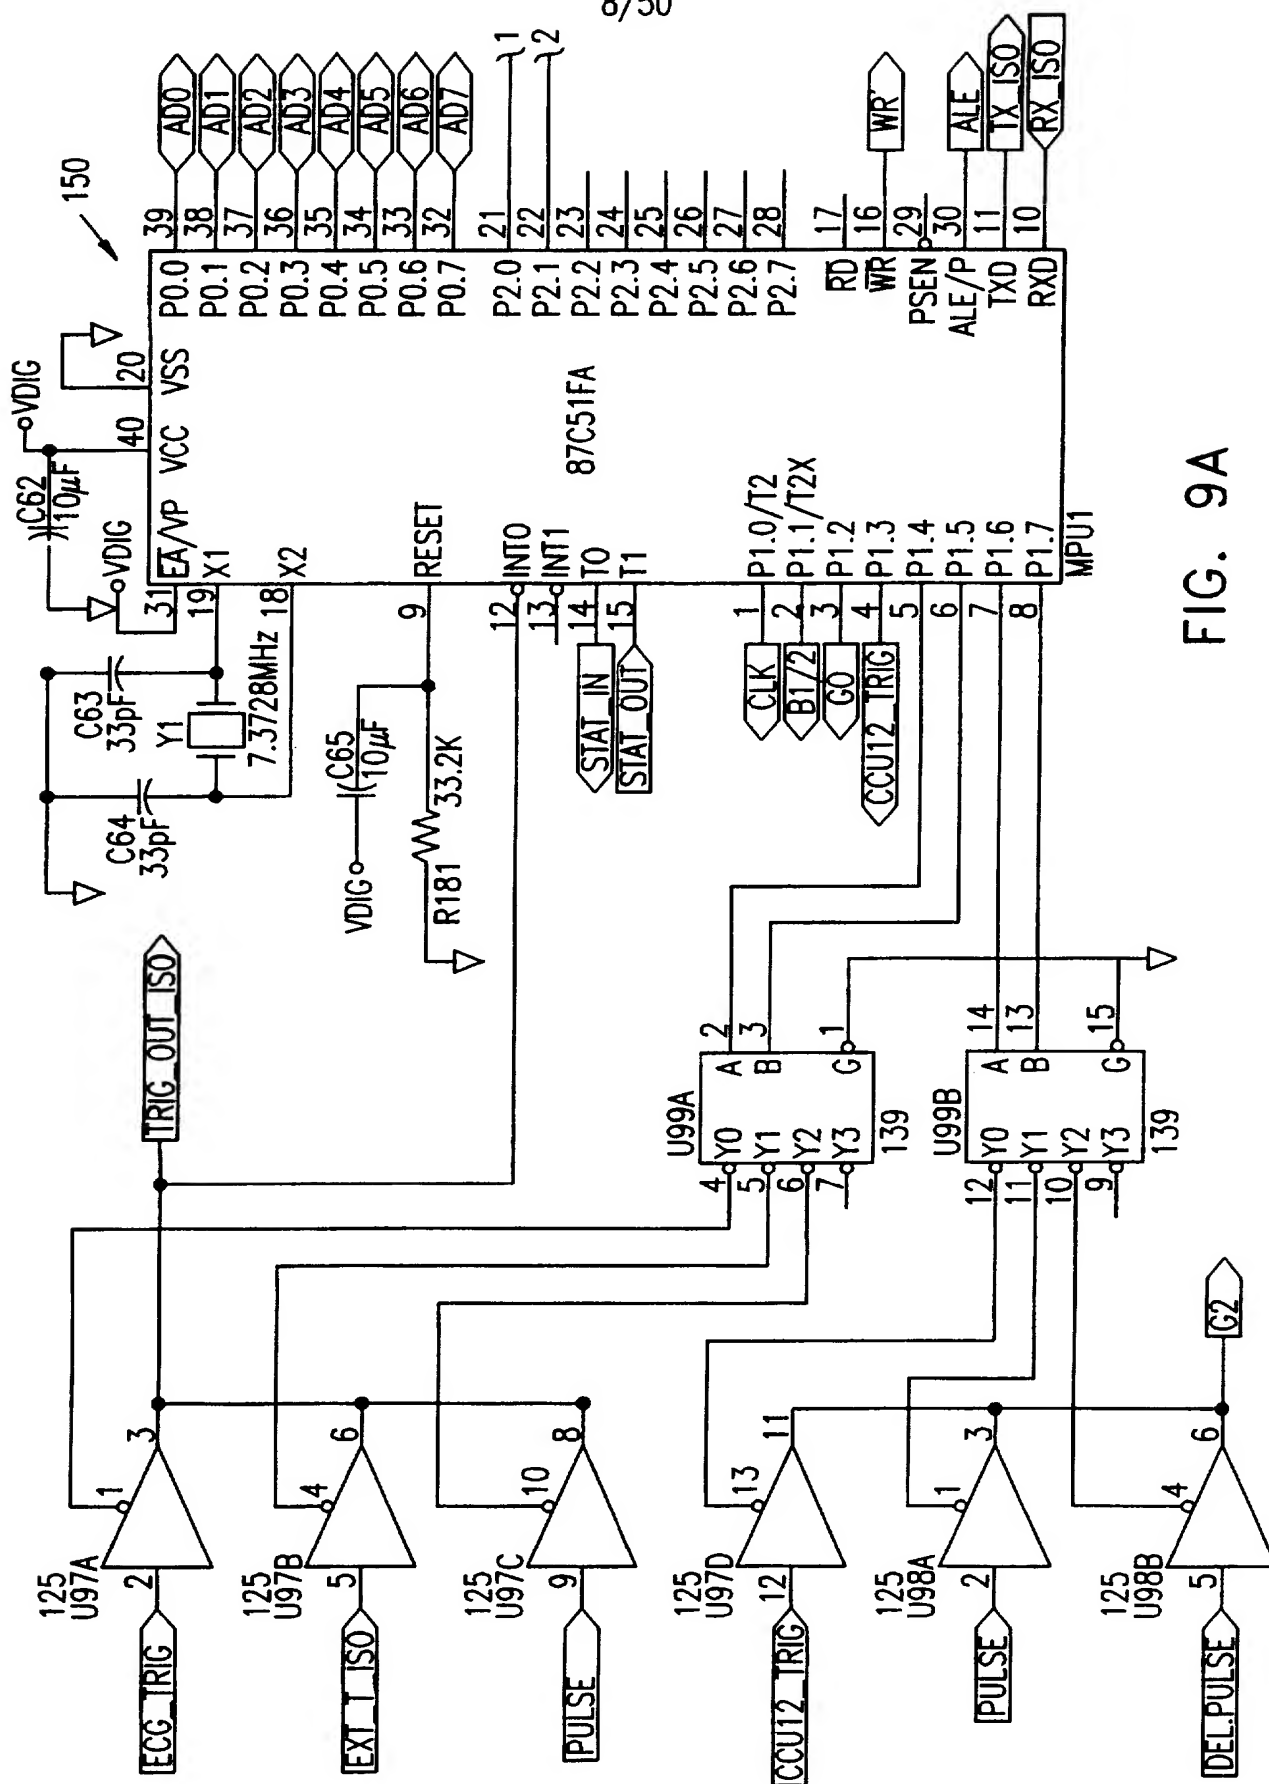 8/50
150
AD0
AD1
AD2
AD3
AD4
AD5
AD6
AD7
1
2
WR'
ALE
TX_ISO
RX_ISO
39
38
37
36
35
34
33
32
21
22
23
24
25
26
27
28
17
16
29
30
11
10
P0.0
P0.1
P0.2
P0.3
P0.4
P0.5
P0.6
P0.7
P2.0
P2.1
P2.2
P2.3
P2.4
P2.5
P2.6
P2.7
RD
WR
PSEN
ALE/P
TXD
RXD
VDIG
C62
10μF
40
20
VCC
VSS
87C51FA
VDIG
31
19
18
9
12
13
14
15
1
2
3
4
5
6
7
8
EA/VP
X1
X2
RESET
INT0
INT1
T0
T1
P1.0/T2
P1.1/T2X
P1.2
P1.3
P1.4
P1.5
P1.6
P1.7
MPU1
C63
33pF
Y1
7.3728MHz
C64
33pF
VDIG
C65
10μF
R181
33.2K
STAT_IN
STAT_OUT
CLK
B1/2
GO
CCU12_TRIG
TRIG_OUT_ISO
U99A
2
3
1
A
B
G
Y0
Y1
Y2
Y3
4
5
6
7
139
U99B
14
13
15
A
B
G
Y0
Y1
Y2
Y3
12
11
10
9
139
125
U97A
ECG_TRIG
2
1
3
125
U97B
EXT_T_ISO
5
4
6
125
U97C
PULSE
9
10
8
125
U97D
CCU12_TRIG
12
13
11
125
U98A
PULSE
2
1
3
125
U98B
DEL.PULSE
5
4
6
G2
FIG. 9A